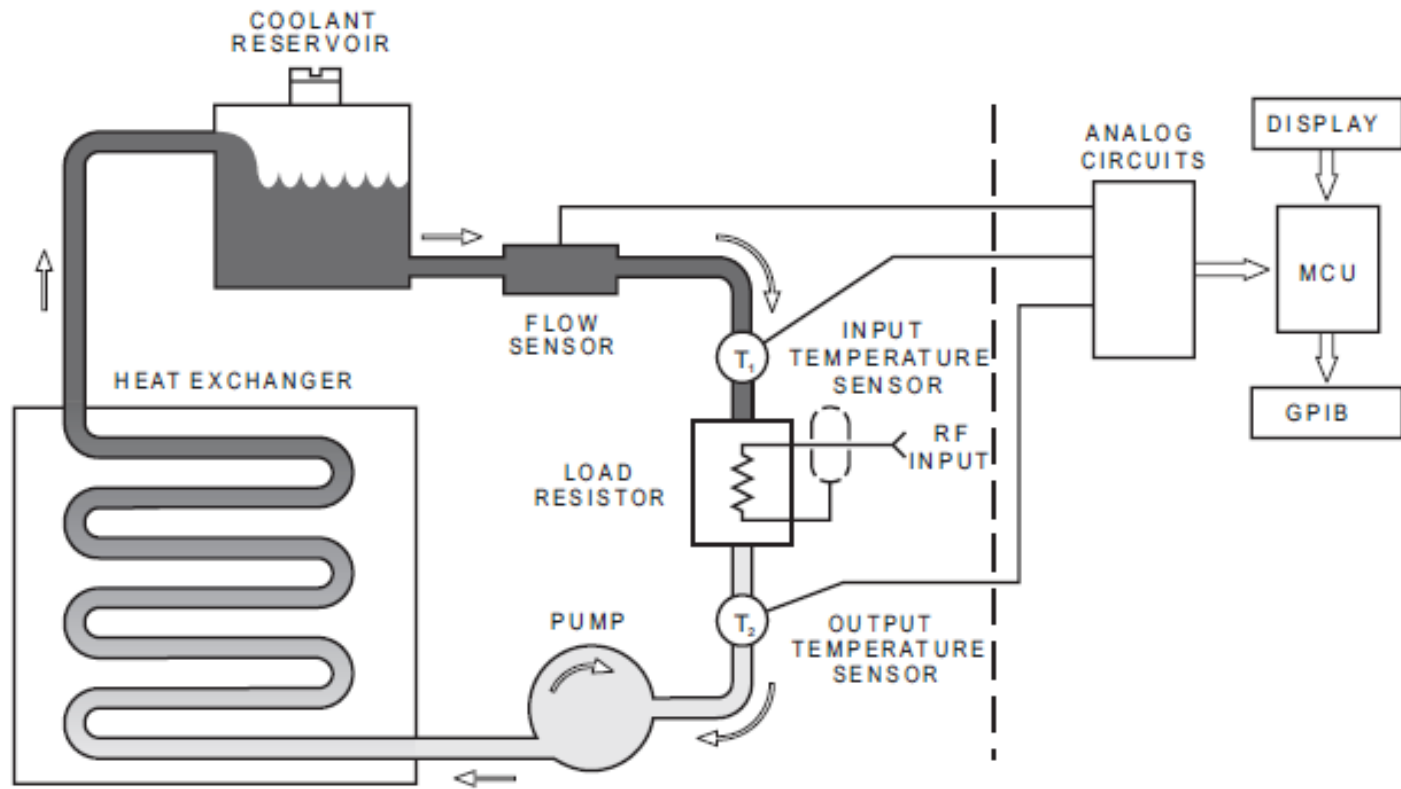 COOLANT
RESERVOIR
DISPLAY
ANALOG
CIRCUITS
MCU
FLOW
SENSOR
INPUT
TEMPERATURE
SENSOR
T1
HEAT EXCHANGER
GPIB
RF
INPUT
LOAD
RESISTOR
PUMP
T2
OUTPUT
TEMPERATURE
SENSOR